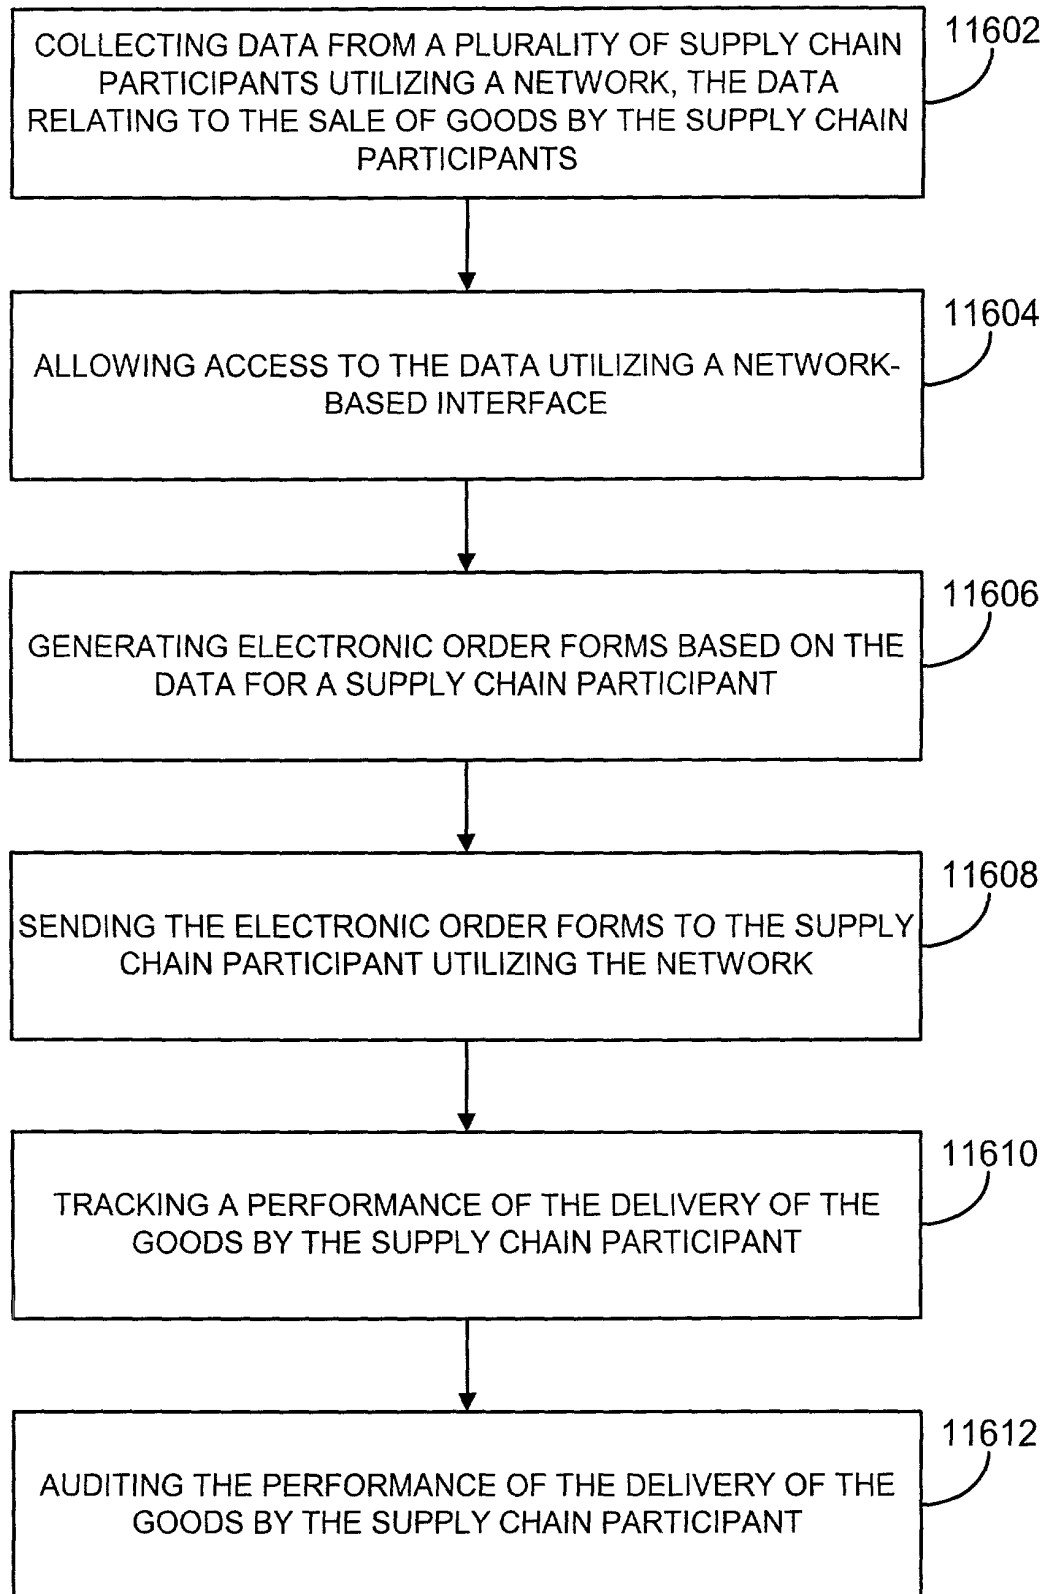 COLLECTING DATA FROM A PLURALITY OF SUPPLY CHAIN
PARTICIPANTS UTILIZING A NETWORK, THE DATA
RELATING TO THE SALE OF GOODS BY THE SUPPLY CHAIN
PARTICIPANTS
11602
ALLOWING ACCESS TO THE DATA UTILIZING A NETWORK-
BASED INTERFACE
11604
GENERATING ELECTRONIC ORDER FORMS BASED ON THE
DATA FOR A SUPPLY CHAIN PARTICIPANT
11606
SENDING THE ELECTRONIC ORDER FORMS TO THE SUPPLY
CHAIN PARTICIPANT UTILIZING THE NETWORK
11608
TRACKING A PERFORMANCE OF THE DELIVERY OF THE
GOODS BY THE SUPPLY CHAIN PARTICIPANT
11610
AUDITING THE PERFORMANCE OF THE DELIVERY OF THE
GOODS BY THE SUPPLY CHAIN PARTICIPANT
11612